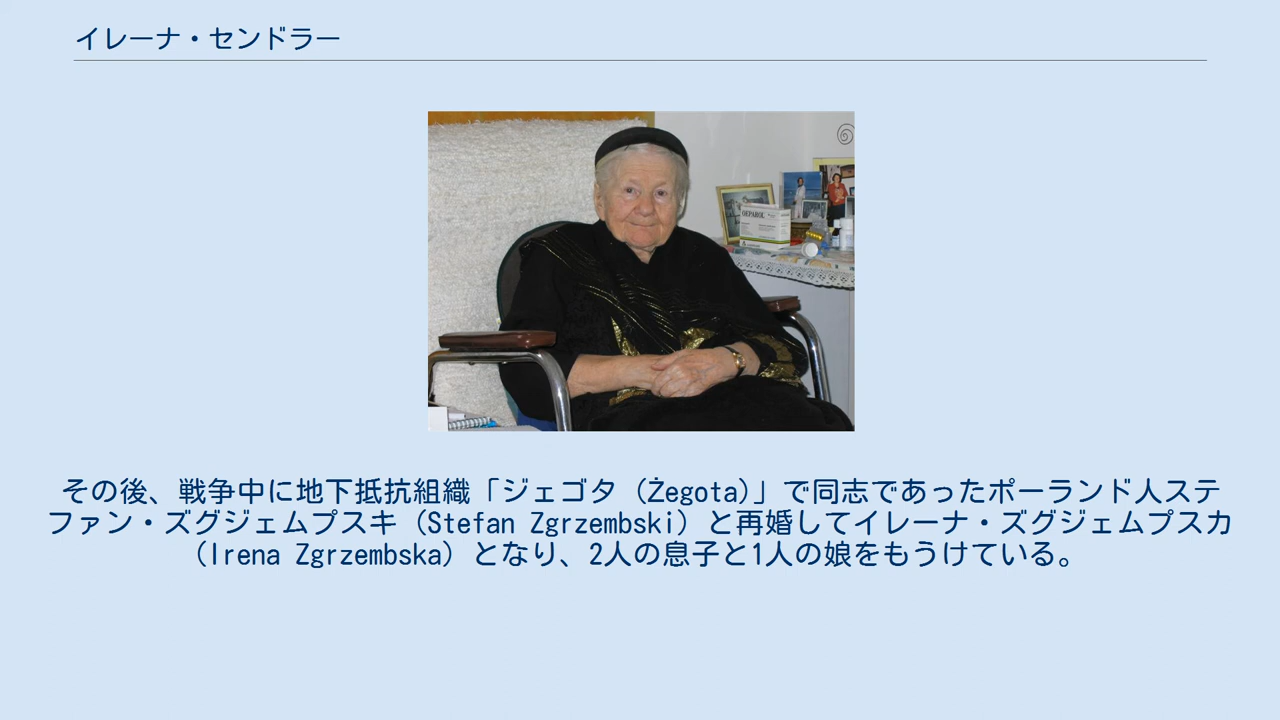 イレーナ・センドラー
OEPAROL
その後、戦争中に地下抵抗組織「ジェゴタ（Żegota)」で同志であったポーランド人ステ
ファン・ズグジェムプスキ（Stefan Zgrzembski）と再婚してイレーナ・ズグジェムプスカ
（Irena Zgrzembska）となり、2人の息子と1人の娘をもうけている。